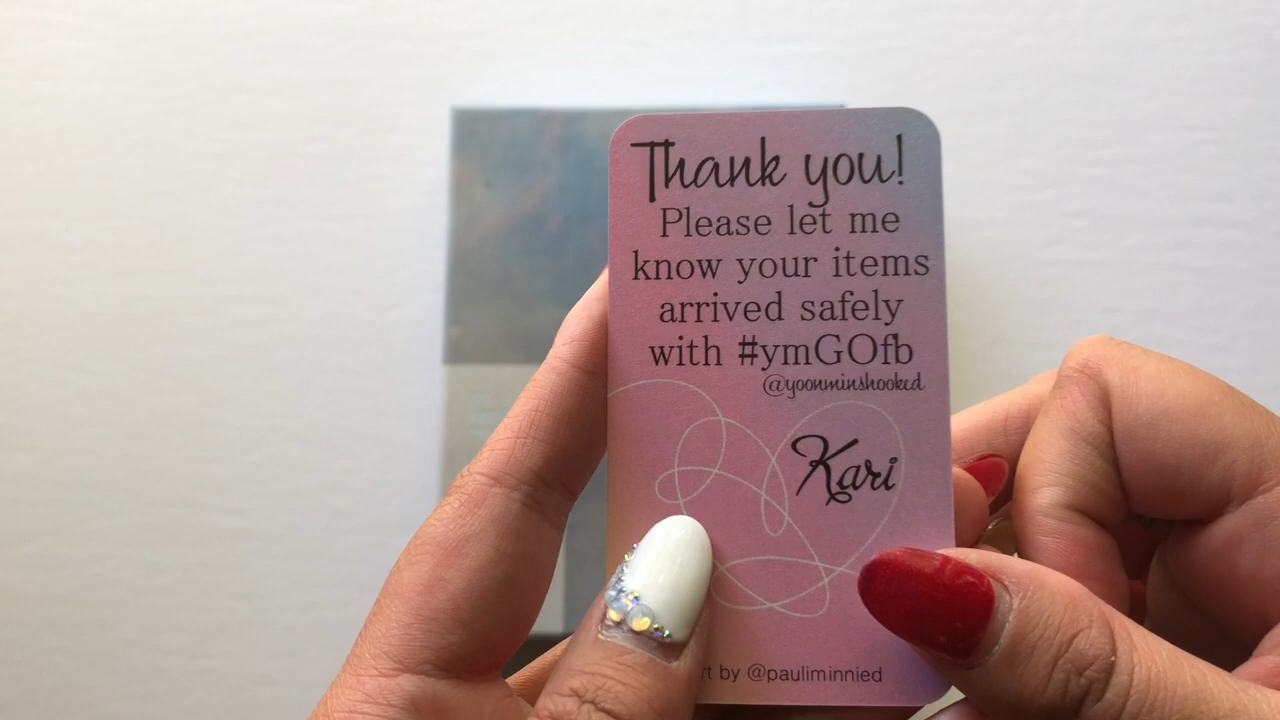 Thank you!
Please let me
know your items
arrived safely
with #ymGOfb
@yoonminshooked
Kari
by @pauliminnied